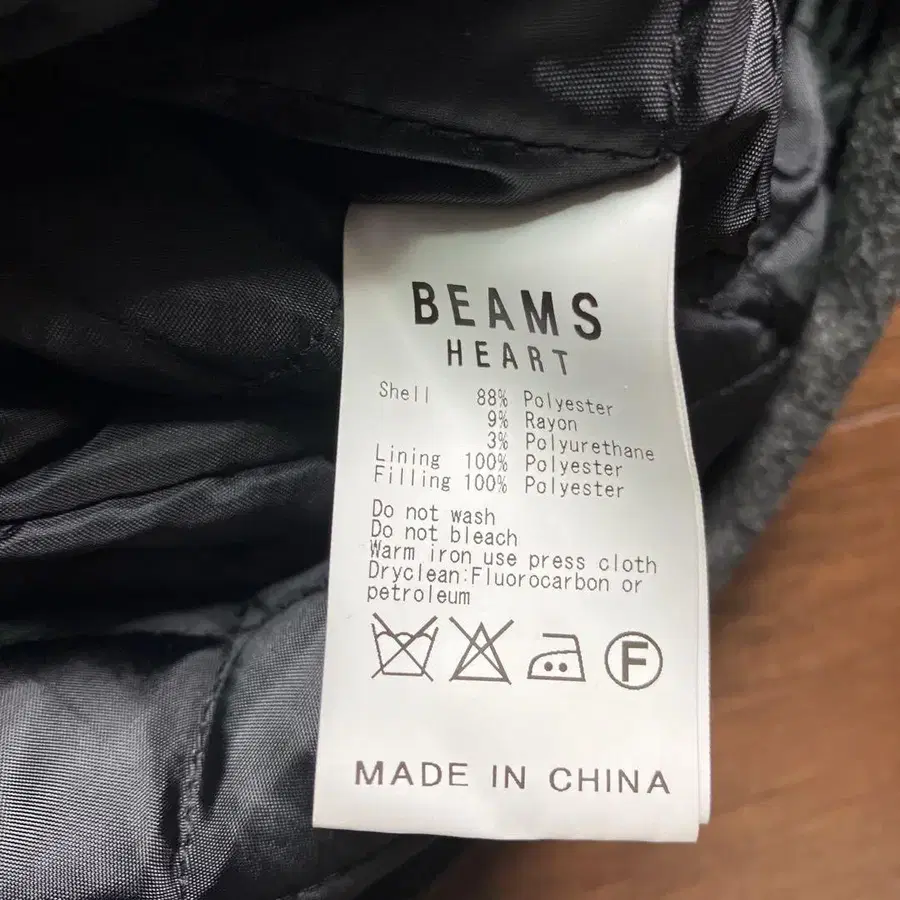 BEAMS
HEART
Shell 88% Polyester
9% Rayon
3% Polyurethane
Lining 100% Polyester
Filling 100% Polyester
Do not wash
Do not bleach
Warm iron use press cloth
Dryclean:Fluorocarbon or
petroleum
F
MADE IN CHINA